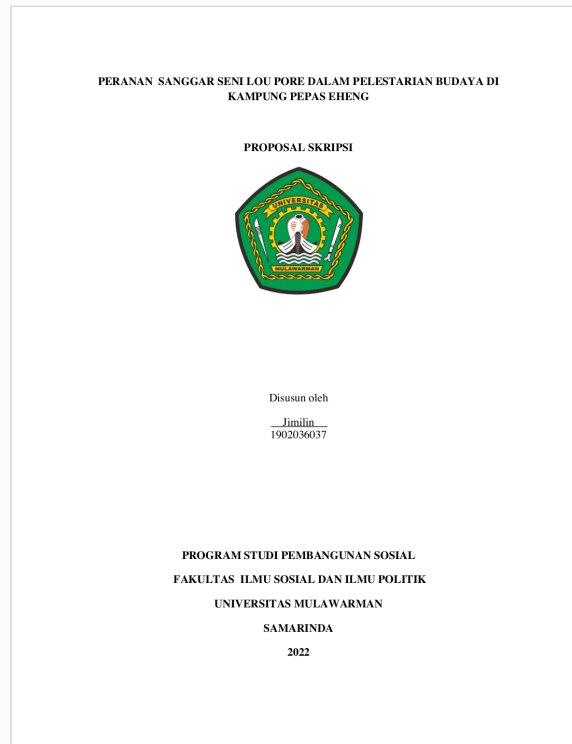 PERANAN SANGGAR SENI LOU PORE DALAM PELESTARIAN BUDAYA DI
KAMPUNG PEPAS EHENG
PROPOSAL SKRIPSI
UNIVERSITAS
MULAWARMAN
Disusun oleh
Jimilin
1902036037
PROGRAM STUDI PEMBANGUNAN SOSIAL
FAKULTAS ILMU SOSIAL DAN ILMU POLITIK
UNIVERSITAS MULAWARMAN
SAMARINDA
2022